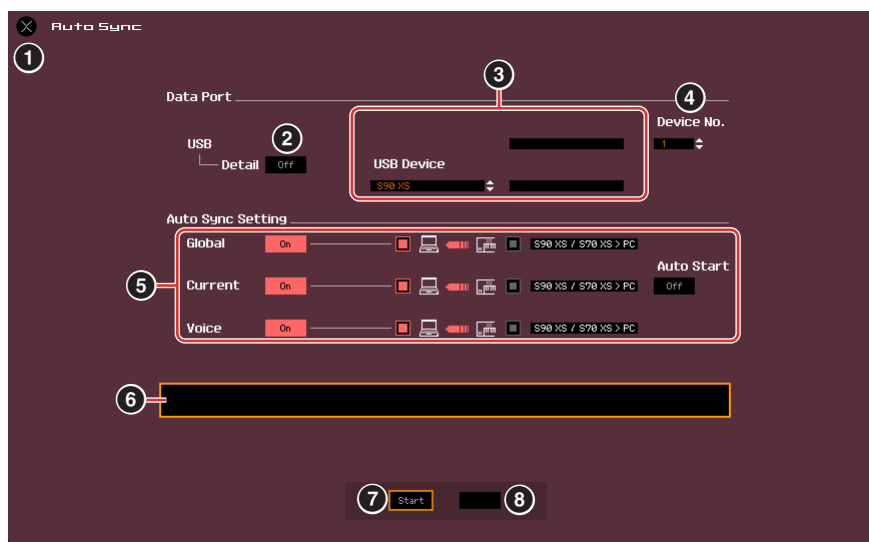 Auto Sync
1
3
4
Data Port
Device No.
2
USB
1
Detail Off
USB Device
S90 XS
Auto Sync Setting
Global On S90 XS / S70 XS > PC
Auto Start
5
Current On S90 XS / S70 XS > PC Off
Voice On S90 XS / S70 XS > PC
6
7 Start 8